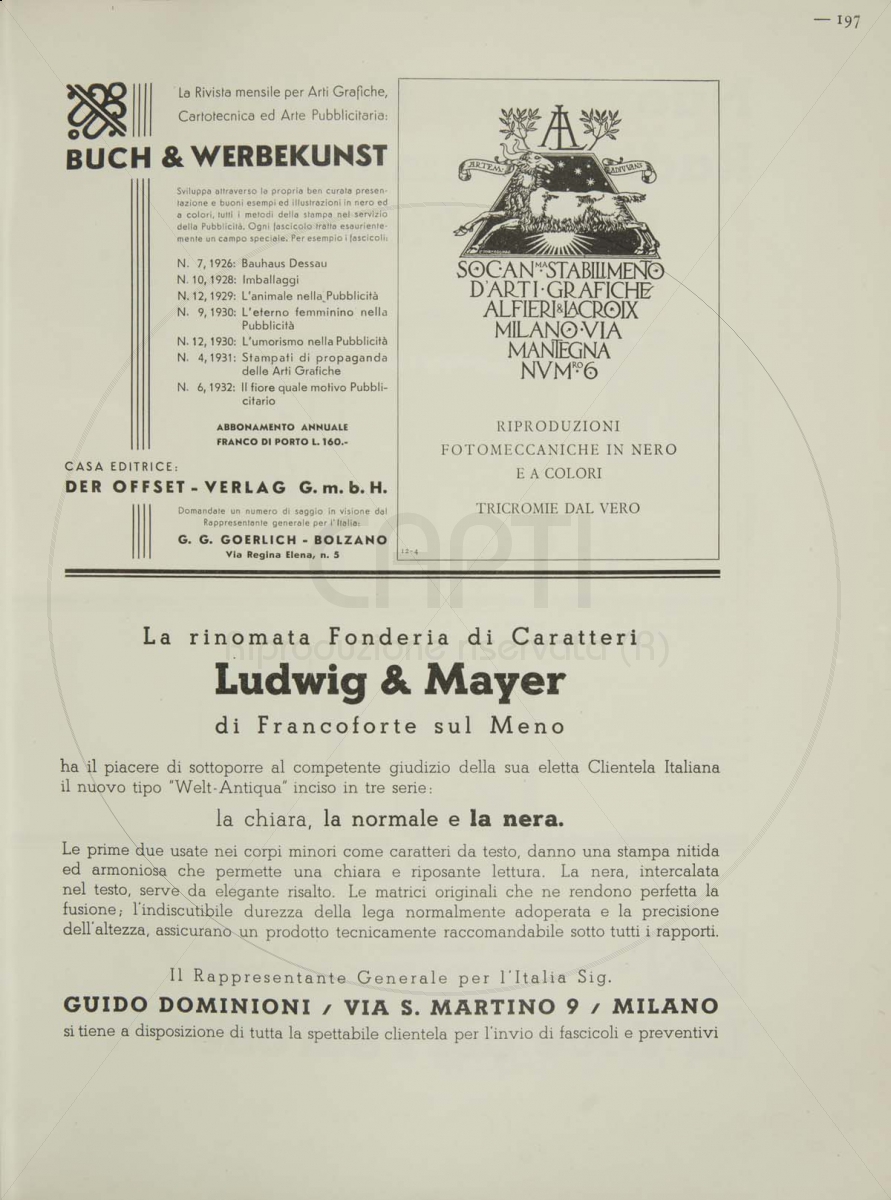 — 197
La Rivista mensile per Arti Grafiche,
Cartotecnica ed Arte Pubblicitaria:
BUCH & WERBEKUNST
Sviluppa attraverso la propria ben curata presen-
tazione e buoni esempi ed illustrazioni in nero ed
a colori, tutti i metodi della stampa nel servizio
della Pubblicità. Ogni fascicolo tratta esauriente-
mente un campo speciale. Per esempio i fascicoli:
N. 7, 1926: Bauhaus Dessau
N. 10, 1928: Imballaggi
N. 12, 1929: L'animale nella Pubblicità
N. 9, 1930: L'eterno femminino nella
Pubblicità
N. 12, 1930: L'umorismo nella Pubblicità
N. 4, 1931: Stampati di propaganda
delle Arti Grafiche
N. 6, 1932: Il fiore quale motivo Pubbli-
citario
ABBONAMENTO ANNUALE
FRANCO DI PORTO L. 160.-
CASA EDITRICE:
DER OFFSET - VERLAG G. m. b. H.
Domandate un numero di saggio in visione dal
Rappresentante generale per l'Italia:
G. G. GOERLICH - BOLZANO
Via Regina Elena, n. 5
ARTEM
ADIVVANS
SOC·AN·MA·STABILIMENTO
D'ARTI·GRAFICHE
ALFIERI&LACROIX
MILANO·VIA
MANTEGNA
NVM·RO·6
RIPRODUZIONI
FOTOMECCANICHE IN NERO
E A COLORI
TRICROMIE DAL VERO
12-4
La rinomata Fonderia di Caratteri
Ludwig & Mayer
di Francoforte sul Meno
ha il piacere di sottoporre al competente giudizio della sua eletta Clientela Italiana
il nuovo tipo "Welt-Antiqua" inciso in tre serie:
la chiara, la normale e la nera.
Le prime due usate nei corpi minori come caratteri da testo, danno una stampa nitida
ed armoniosa che permette una chiara e riposante lettura. La nera, intercalata
nel testo, serve da elegante risalto. Le matrici originali che ne rendono perfetta la
fusione; l'indiscutibile durezza della lega normalmente adoperata e la precisione
dell'altezza, assicurano un prodotto tecnicamente raccomandabile sotto tutti i rapporti.
Il Rappresentante Generale per l'Italia Sig.
GUIDO DOMINIONI / VIA S. MARTINO 9 / MILANO
si tiene a disposizione di tutta la spettabile clientela per l'invio di fascicoli e preventivi
CAPTI
riproduzione riservata (R)